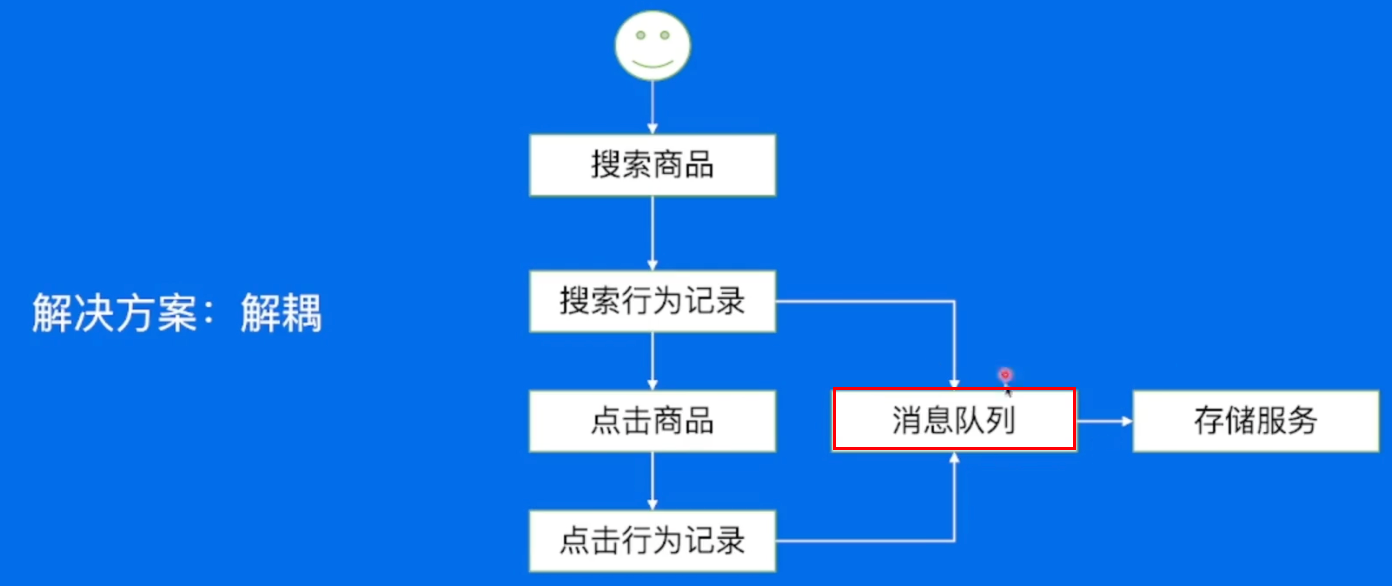 搜索商品
搜索行为记录
解决方案：解耦
点击商品
消息队列
存储服务
点击行为记录